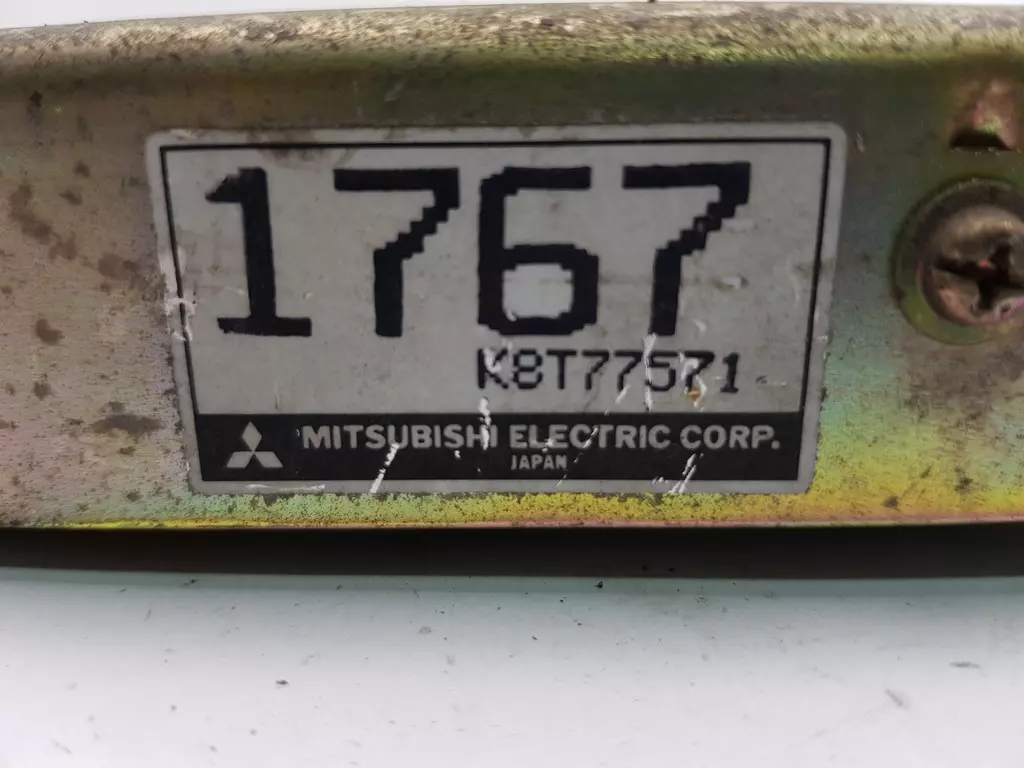 1767
K8T77571
MITSUBISHI ELECTRIC CORP.
JAPAN